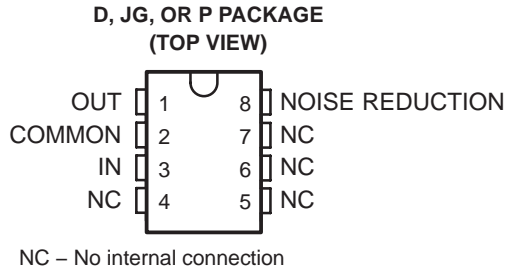 D, JG, OR P PACKAGE
(TOP VIEW)
OUT 1 8 NOISE REDUCTION
COMMON 2 7 NC
IN 3 6 NC
NC 4 5 NC
NC – No internal connection